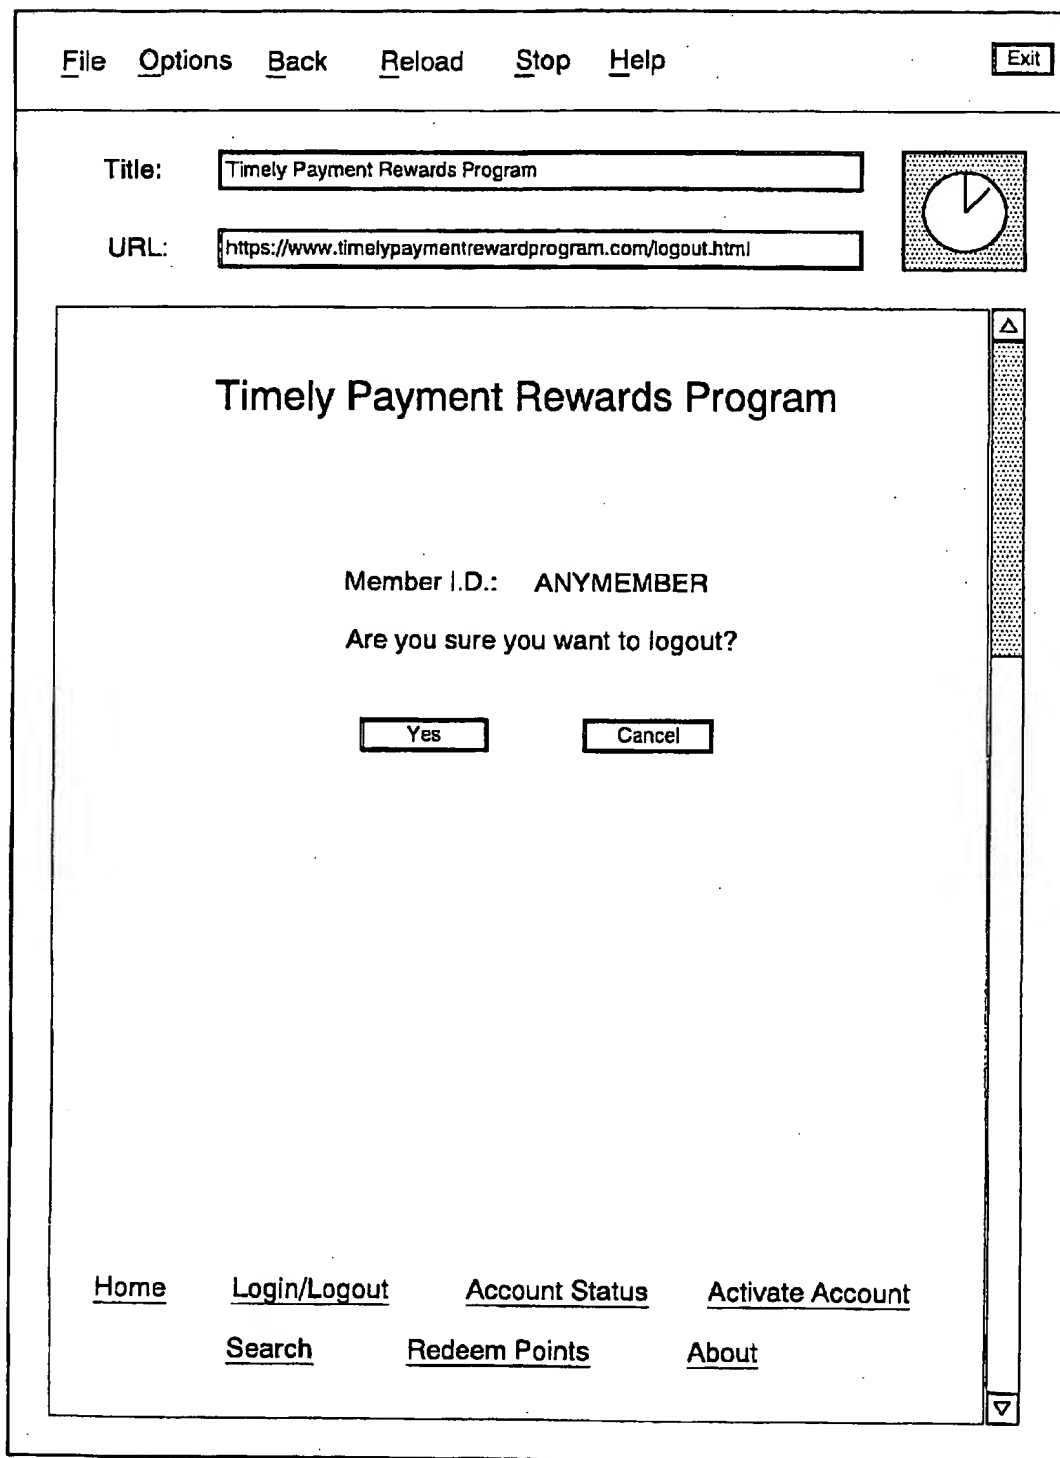 File Options Back Reload Stop Help Exit
Title: Timely Payment Rewards Program
URL: https://www.timelypaymentrewardprogram.com/logout.html
Timely Payment Rewards Program
Member I.D.: ANYMEMBER
Are you sure you want to logout?
Yes Cancel
Home Login/Logout Account Status Activate Account
Search Redeem Points About